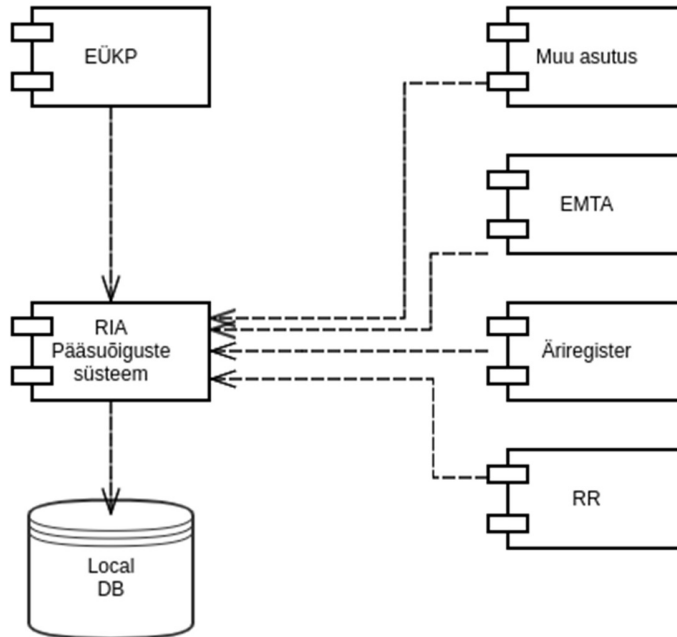 EÜKP
Muu asutus
EMTA
RIA
Pääsuõiguste
süsteem
Äriregister
RR
Local
DB